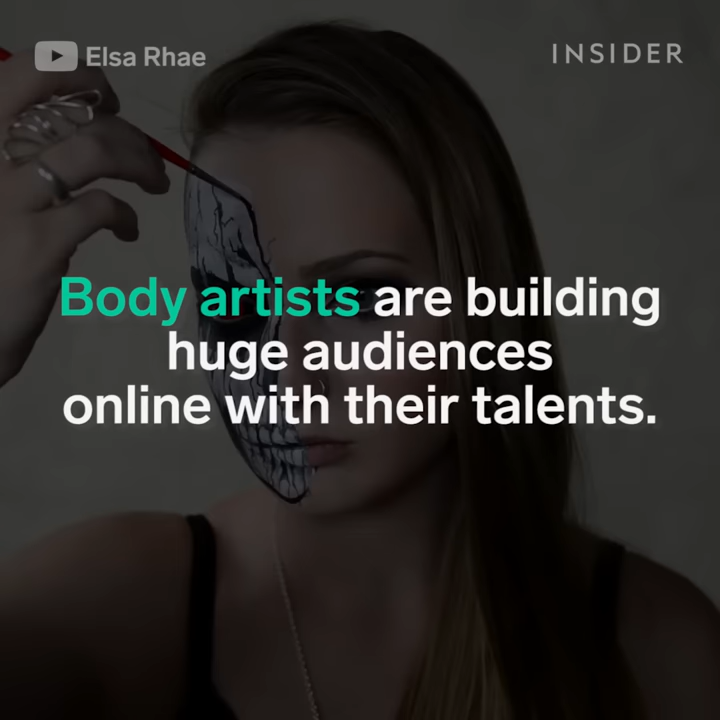 Elsa Rhae
INSIDER
Body artists are building
huge audiences
online with their talents.